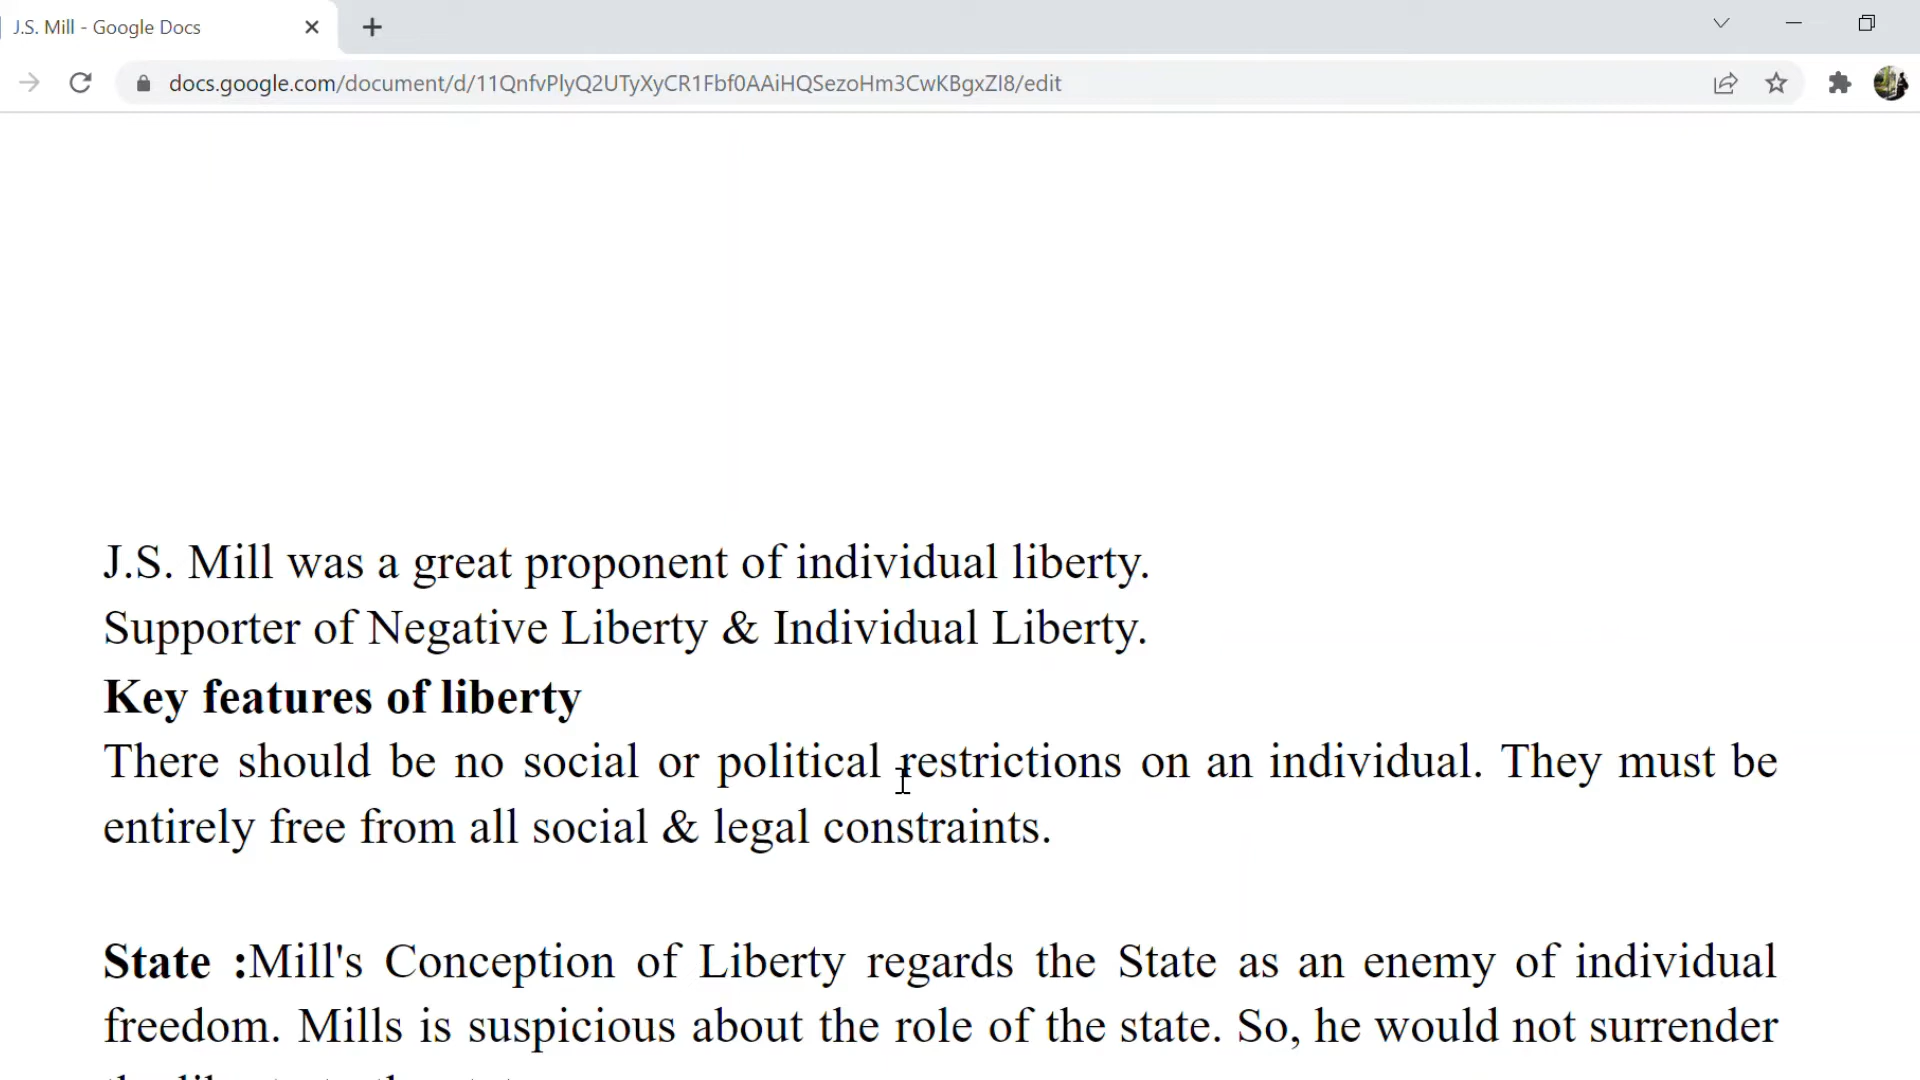 J.S. Mill - Google Docs
docs.google.com/document/d/11QnfvPlyQ2UTyXyCR1Fbf0AAiHQSezoHm3CwKBgxZI8/edit
J.S. Mill was a great proponent of individual liberty.
Supporter of Negative Liberty & Individual Liberty.
Key features of liberty
There should be no social or political restrictions on an individual. They must be
entirely free from all social & legal constraints.
State :Mill's Conception of Liberty regards the State as an enemy of individual
freedom. Mills is suspicious about the role of the state. So, he would not surrender